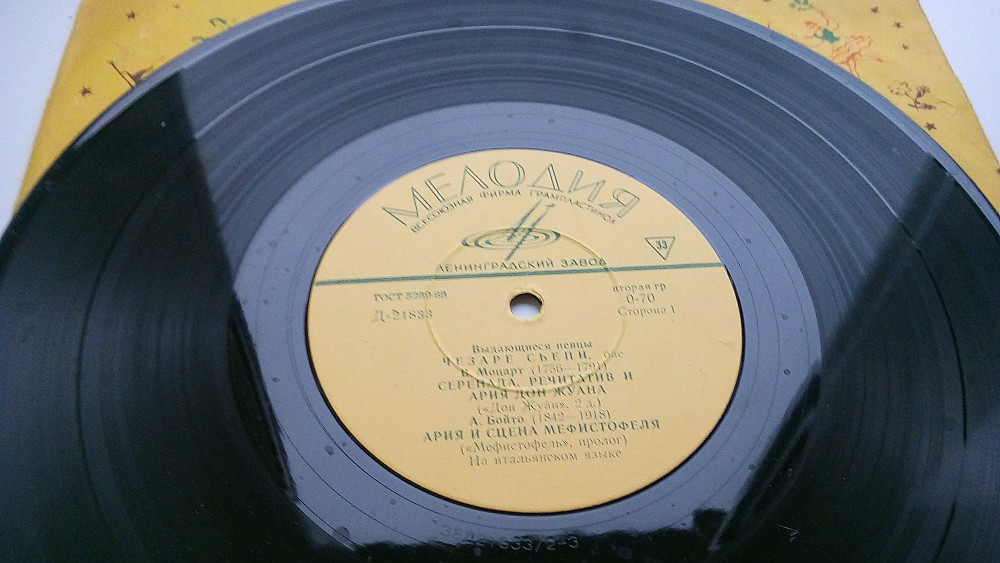 МЕЛОДИЯ
ВСЕСОЮЗНАЯ ФИРМА ГРАМПЛАСТИНОК
33
ЛЕНИНГРАДСКИЙ ЗАВОД
ГОСТ 5289-68
Д-21833
вторая гр
0-70
Сторона 1
Выдающиеся певцы
ЧЕЗАРЕ СЬЕПИ, бас
В. Моцарт (1756—1791)
СЕРЕНАДА, РЕЧИТАТИВ И
АРИЯ ДОН ЖУАНА
(«Дон Жуан», 2 д.)
А. Бойто (1842—1918)
АРИЯ И СЦЕНА МЕФИСТОФЕЛЯ
(«Мефистофель», пролог)
На итальянском языке